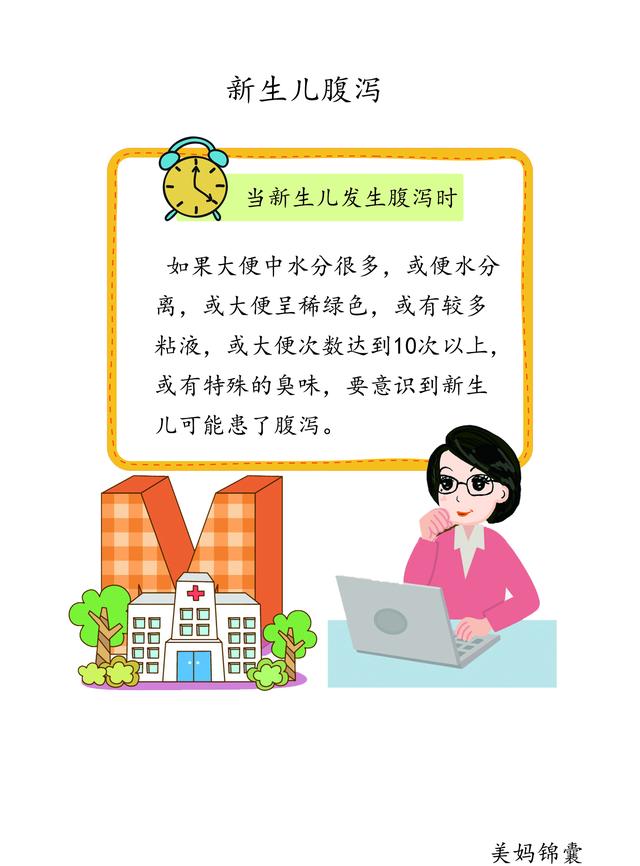 新生儿腹泻
当新生儿发生腹泻时
如果大便中水分很多，或便水分
离，或大便呈稀绿色，或有较多
粘液，或大便次数达到10次以上，
或有特殊的臭味，要意识到新生
儿可能患了腹泻。
美妈锦囊